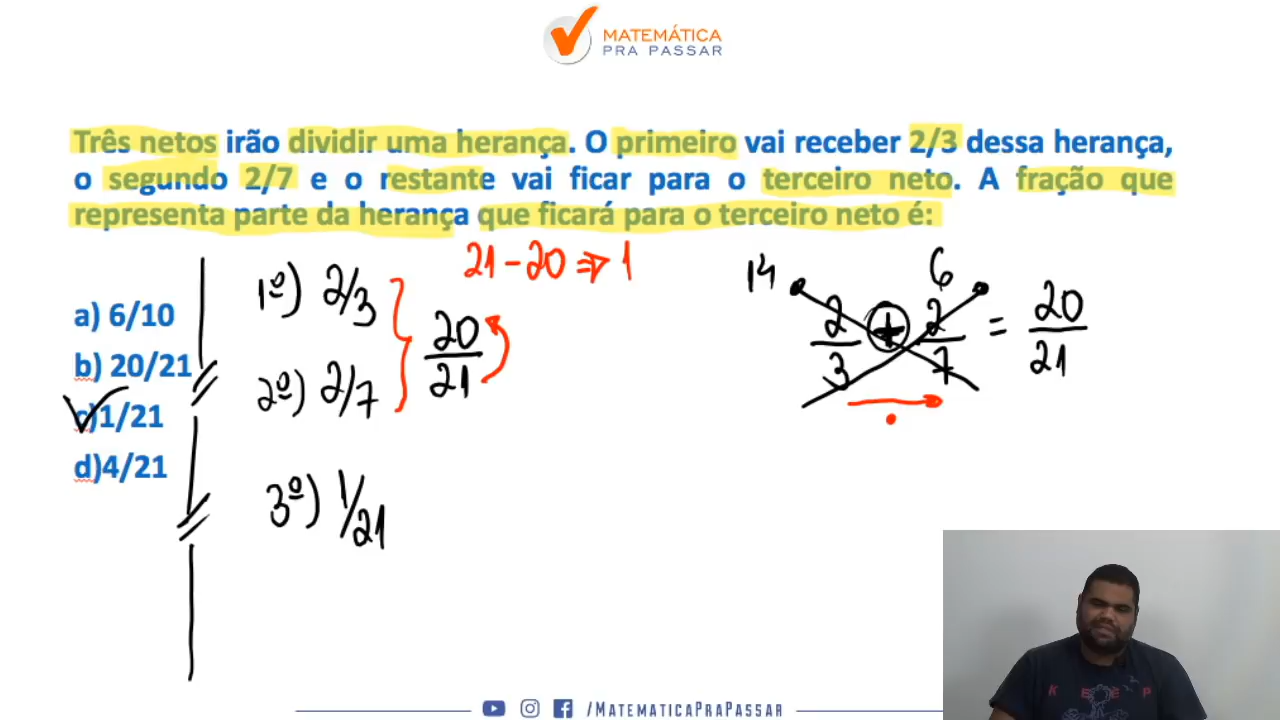 MATEMÁTICA
PRA PASSAR
Três netos irão dividir uma herança. O primeiro vai receber 2/3 dessa herança,
o segundo 2/7 e o restante vai ficar para o terceiro neto. A fração que
representa parte da herança que ficará para o terceiro neto é:
21-20 ⇒ 1
a) 6/10
b) 20/21
c)1/21
d)4/21
1º) 2/3
2º) 2/7
20/21
3º) 1/21
14 6
2/3 + 2/7 = 20/21
.
K E E P
/MatematicaPraPassar